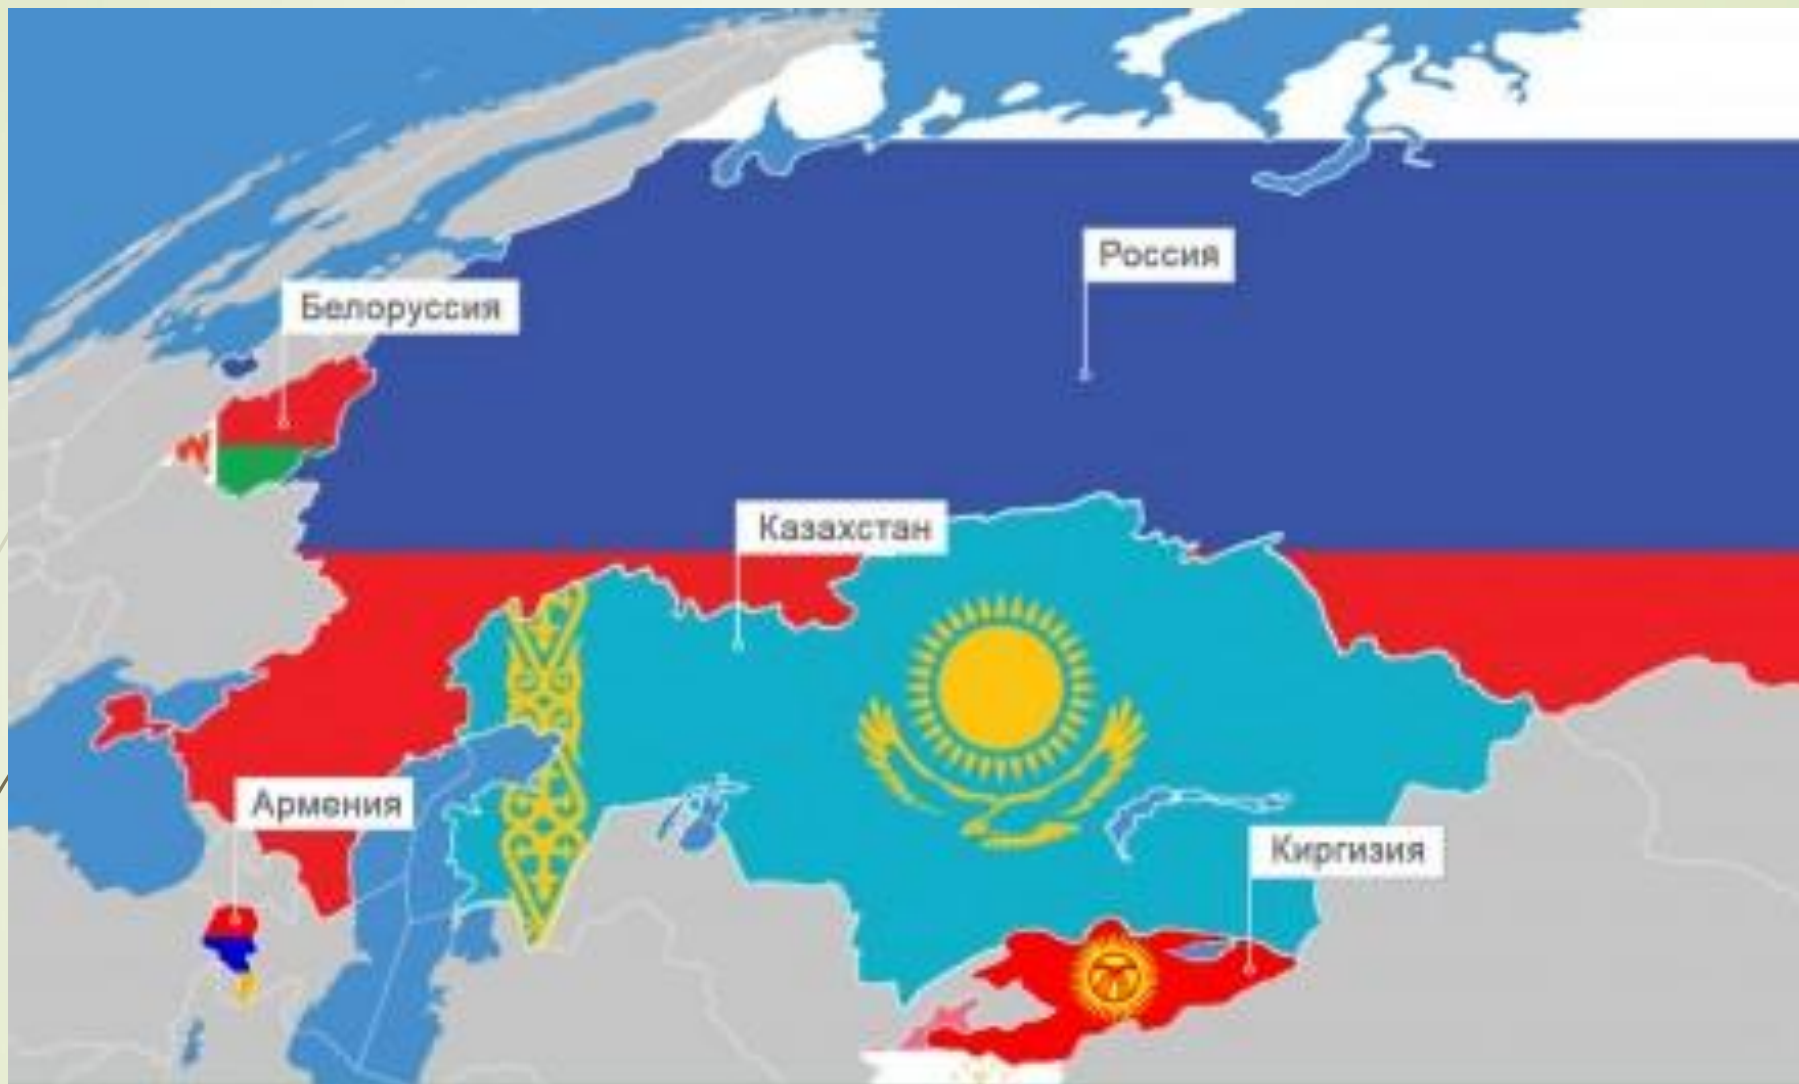 Россия
Белоруссия
Казахстан
Армения
Киргизия